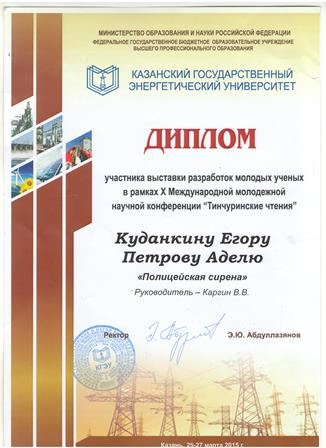 МИНИСТЕРСТВО ОБРАЗОВАНИЯ И НАУКИ РОССИЙСКОЙ ФЕДЕРАЦИИ
ФЕДЕРАЛЬНОЕ ГОСУДАРСТВЕННОЕ БЮДЖЕТНОЕ ОБРАЗОВАТЕЛЬНОЕ УЧРЕЖДЕНИЕ
ВЫСШЕГО ПРОФЕССИОНАЛЬНОГО ОБРАЗОВАНИЯ
КАЗАНСКИЙ ГОСУДАРСТВЕННЫЙ
ЭНЕРГЕТИЧЕСКИЙ УНИВЕРСИТЕТ
ДИПЛОМ
участника выставки разработок молодых ученых
в рамках X Международной молодежной
научной конференции "Тинчуринские чтения"
Куданкину Егору
Петрову Аделю
«Полицейская сирена»
Руководитель – Каргин В.В.
Ректор Э.Ю. Абдуллазянов
КГЭУ
Казань, 25-27 марта 2015 г.